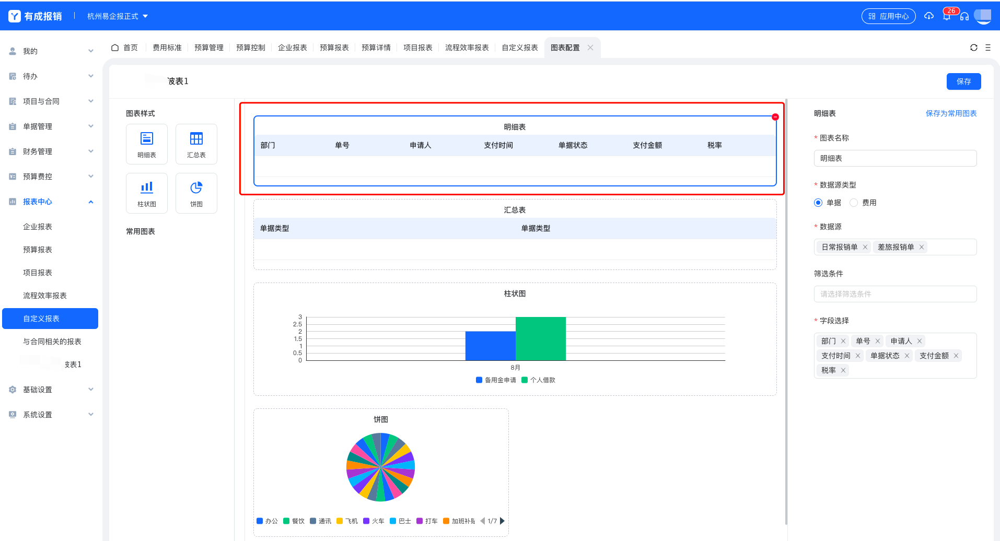 有成报销
杭州易企报正式
应用中心
26
首页 费用标准 预算管理 预算控制 企业报表 预算报表 预算详情 项目报表 流程效率报表 自定义报表 图表配置
我的
待办
项目与合同
单据管理
财务管理
预算费控
报表中心
企业报表
预算报表
项目报表
流程效率报表
自定义报表
与合同相关的报表
表1
基础设置
系统设置
表1
保存
图表样式
明细表 汇总表
柱状图 饼图
常用图表
明细表
部门 单号 申请人 支付时间 单据状态 支付金额 税率
汇总表
单据类型 单据类型
柱状图
3
2.5
2
1.5
1
0.5
0
8月
备用金申请 个人借款
饼图
办公 餐饮 通讯 飞机 火车 巴士 打车 加班补贴 1/7
明细表 保存为常用图表
* 图表名称
明细表
* 数据源类型
单据 费用
* 数据源
日常报销单 差旅报销单
筛选条件
请选择筛选条件
* 字段选择
部门 单号 申请人
支付时间 单据状态 支付金额
税率